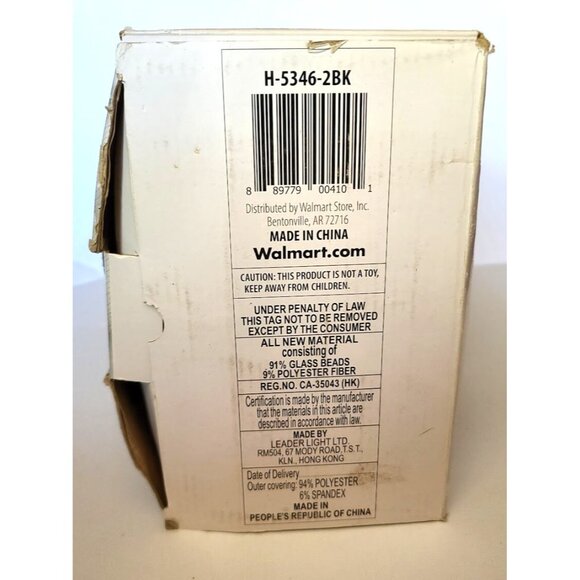 H-5346-2BK
8 89779 00410 1
Distributed by Walmart Store, Inc.
Bentonville, AR 72716
MADE IN CHINA
Walmart.com
CAUTION: THIS PRODUCT IS NOT A TOY,
KEEP AWAY FROM CHILDREN.
UNDER PENALTY OF LAW
THIS TAG NOT TO BE REMOVED
EXCEPT BY THE CONSUMER
ALL NEW MATERIAL
consisting of
91% GLASS BEADS
9% POLYESTER FIBER
REG.NO. CA-35043 (HK)
Certification is made by the manufacturer
that the materials in this article are
described in accordance with law.
MADE BY
LEADER LIGHT LTD.
RM504, 67 MODY ROAD,T.S.T.,
KLN., HONG KONG
Date of Delivery
Outer covering: 94% POLYESTER
6% SPANDEX
MADE IN
PEOPLE'S REPUBLIC OF CHINA